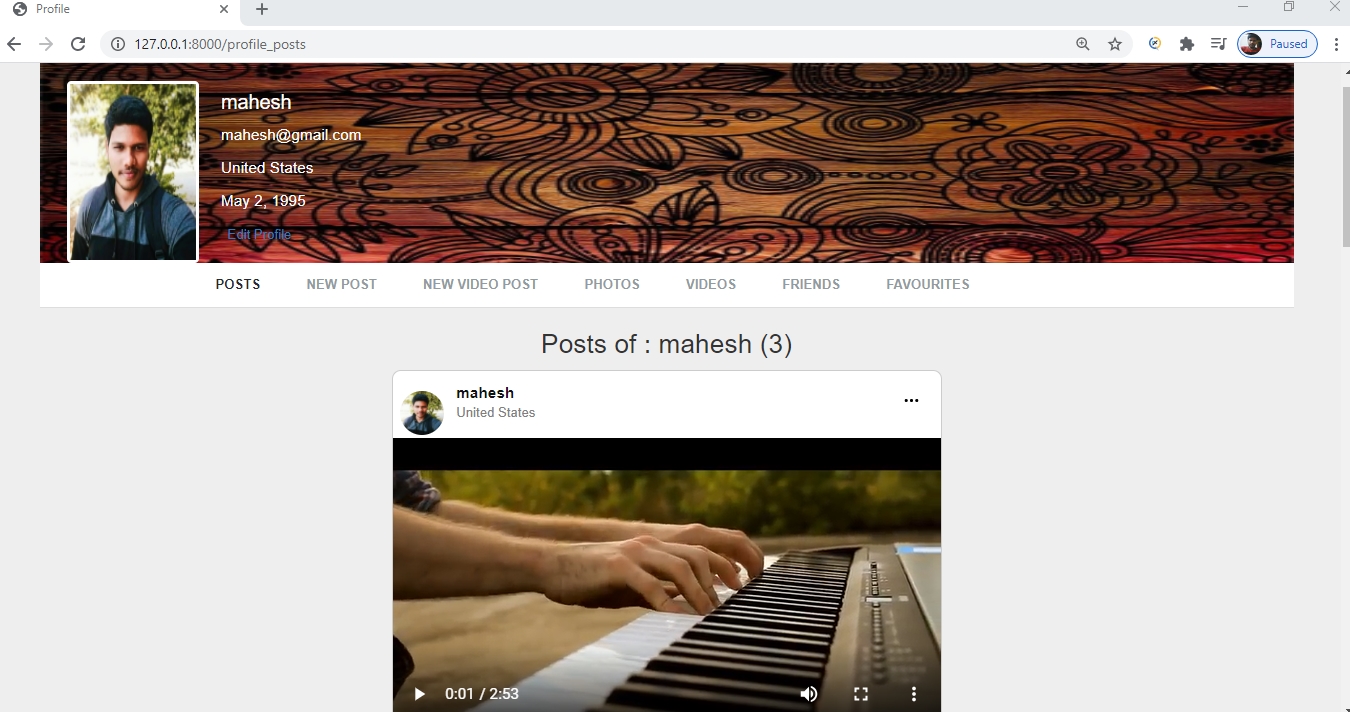 Profile
127.0.0.1:8000/profile_posts
Paused
mahesh
mahesh@gmail.com
United States
May 2, 1995
Edit Profile
POSTS NEW POST NEW VIDEO POST PHOTOS VIDEOS FRIENDS FAVOURITES
Posts of : mahesh (3)
mahesh
United States
0:01 / 2:53